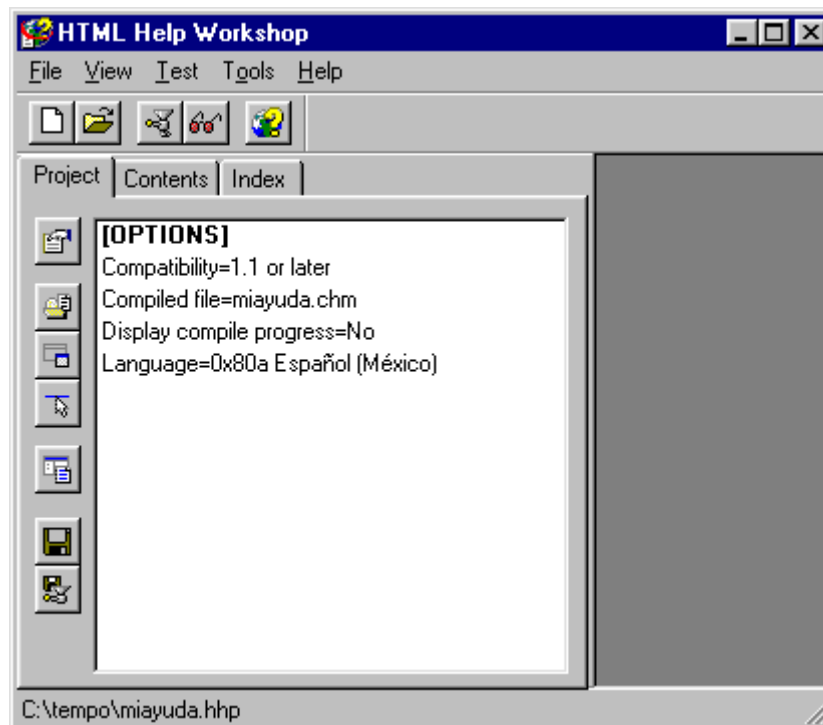 HTML Help Workshop
File View Test Tools Help
Project Contents Index
[OPTIONS]
Compatibility=1.1 or later
Compiled file=miayuda.chm
Display compile progress=No
Language=0x80a Español (México)
C:\tempo\miayuda.hhp